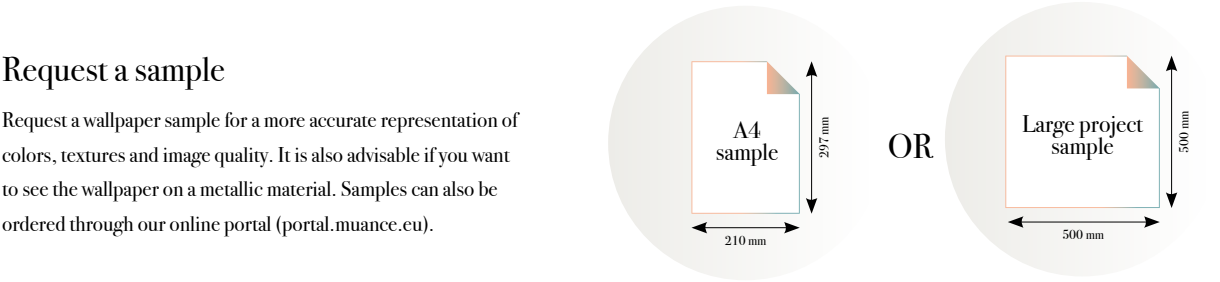 Request a sample
Request a wallpaper sample for a more accurate representation of
colors, textures and image quality. It is also advisable if you want
to see the wallpaper on a metallic material. Samples can also be
ordered through our online portal (portal.muance.eu).
A4
sample
297 mm
210 mm
OR
Large project
sample
500 mm
500 mm